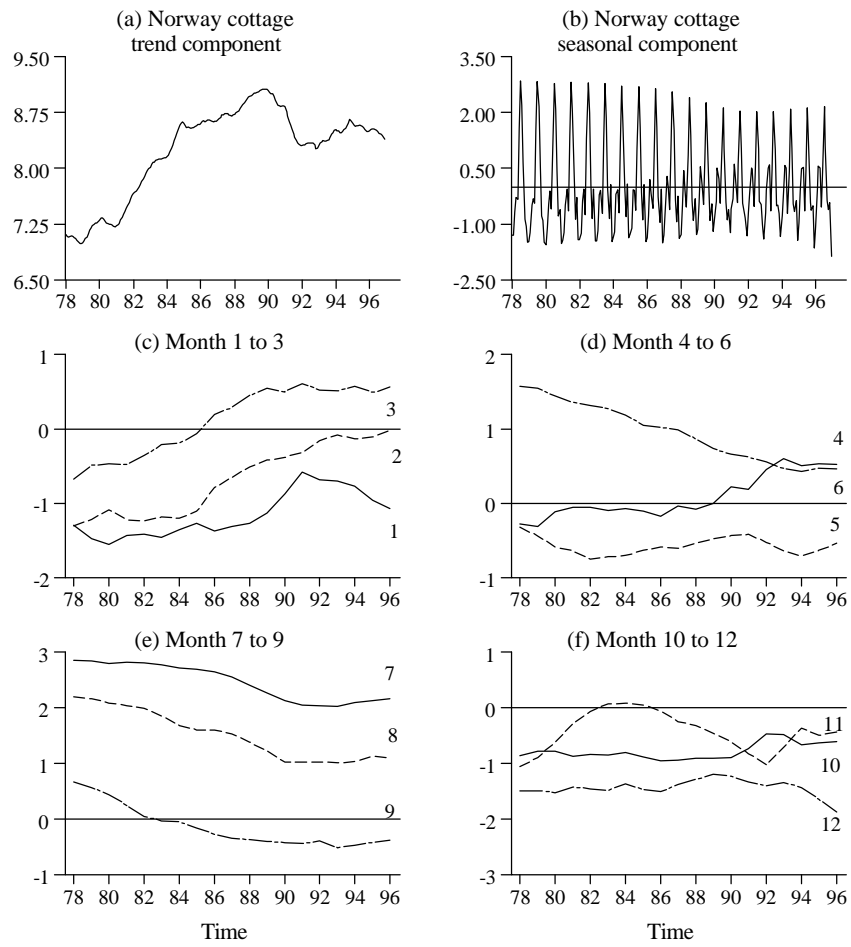 (a) Norway cottage
trend component
9.50
8.75
8.00
7.25
6.50
78 80 82 84 86 88 90 92 94 96
(b) Norway cottage
seasonal component
3.50
2.00
0.50
-1.00
-2.50
78 80 82 84 86 88 90 92 94 96
(c) Month 1 to 3
1
0
-1
-2
3
2
1
78 80 82 84 86 88 90 92 94 96
(d) Month 4 to 6
2
1
0
-1
4
6
5
78 80 82 84 86 88 90 92 94 96
(e) Month 7 to 9
3
2
1
0
-1
7
8
9
78 80 82 84 86 88 90 92 94 96
Time
(f) Month 10 to 12
1
0
-1
-2
-3
11
10
12
78 80 82 84 86 88 90 92 94 96
Time